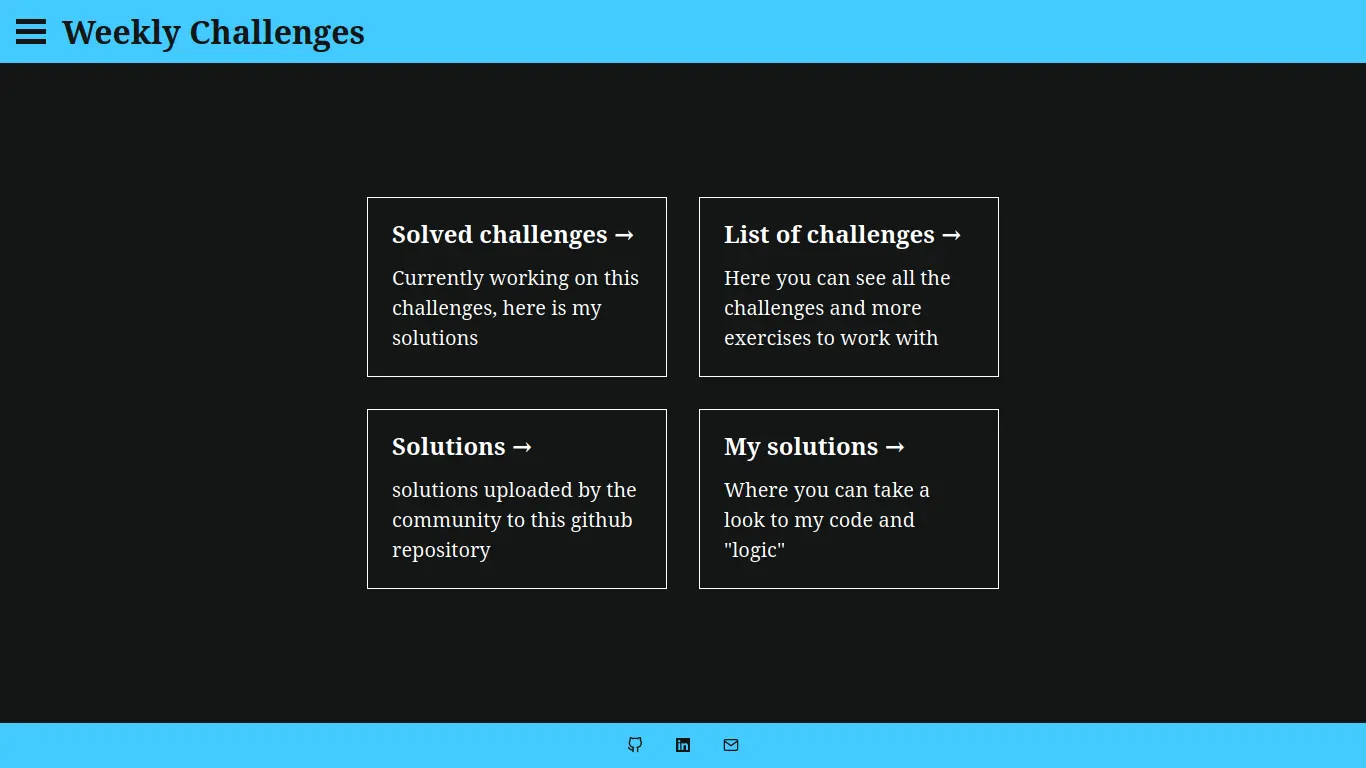 Weekly Challenges
Solved challenges →
Currently working on this
challenges, here is my
solutions
List of challenges →
Here you can see all the
challenges and more
exercises to work with
Solutions →
solutions uploaded by the
community to this github
repository
My solutions →
Where you can take a
look to my code and
"logic"